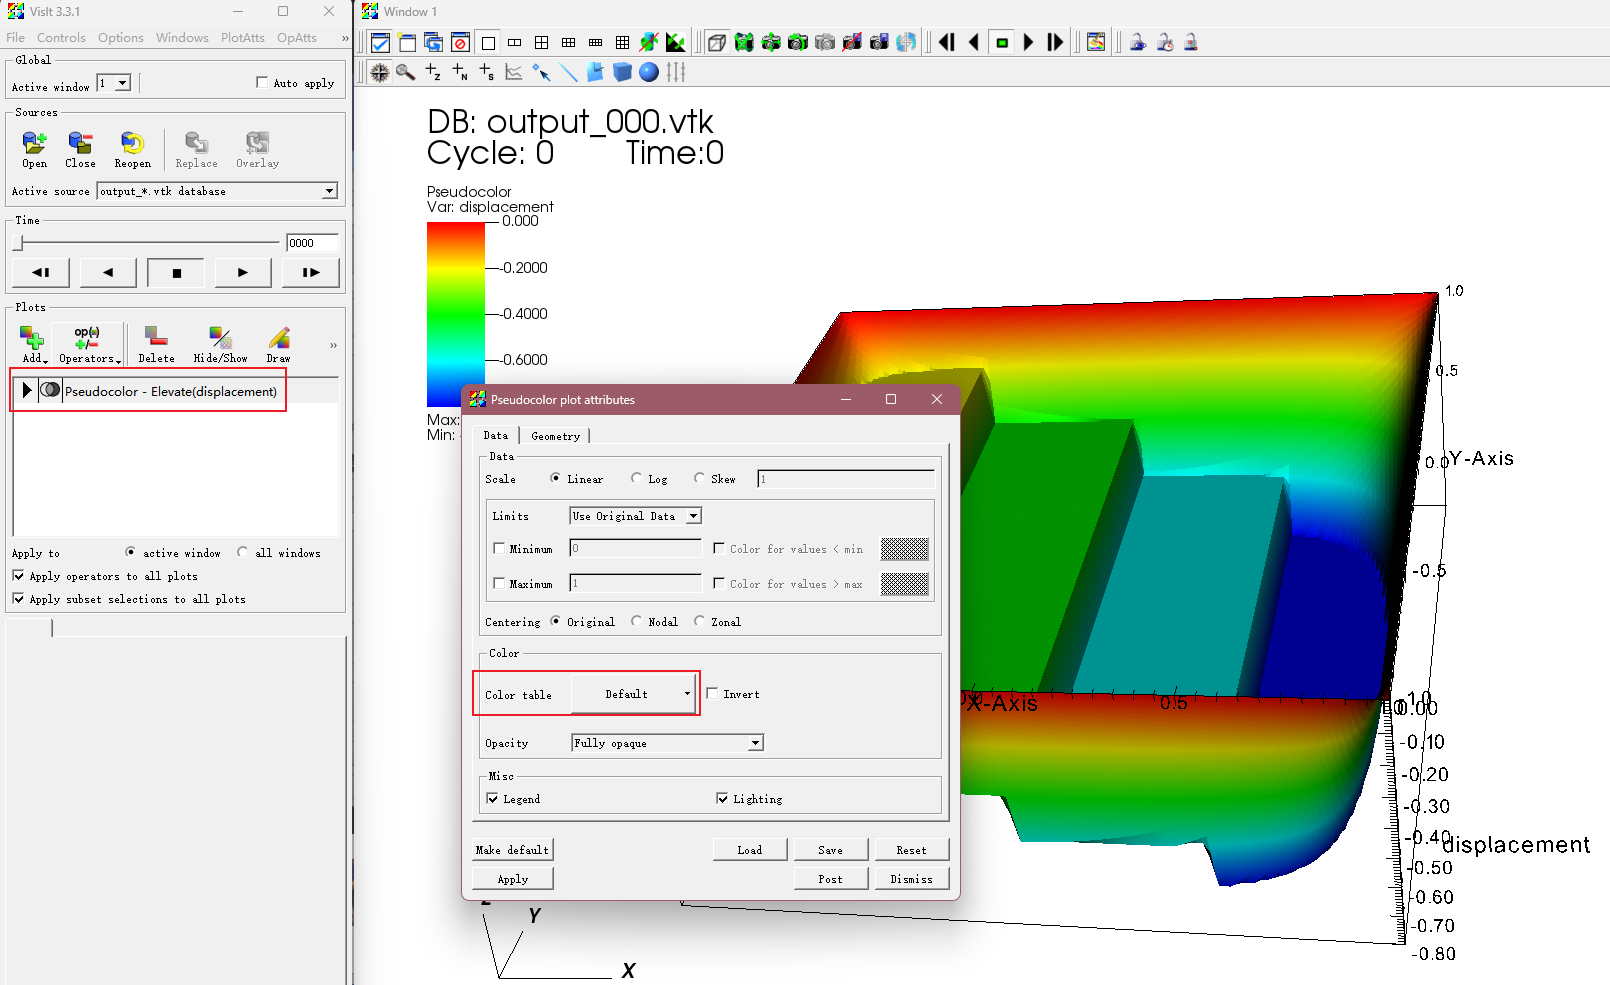 VisIt 3.3.1
File Controls Options Windows PlotAtts OpAtts »
Global
Active window 1 Auto apply
Sources
Open Close Reopen Replace Overlay
Active source output_*.vtk database
Time
0000
Plots
op(·)
Add Operators Delete Hide/Show Draw »
Pseudocolor - Elevate(displacement)
Apply to active window all windows
Apply operators to all plots
Apply subset selections to all plots
Window 1
DB: output_000.vtk
Cycle: 0 Time:0
Pseudocolor
Var: displacement
0.000
-0.2000
-0.4000
-0.6000
Max:
Min:
Pseudocolor plot attributes
Data Geometry
Data
Scale Linear Log Skew 1
Limits Use Original Data
Minimum 0 Color for values < min
Maximum 1 Color for values > max
Centering Original Nodal Zonal
Color
Color table Default Invert
Opacity Fully opaque
Misc
Legend Lighting
Make default Load Save Reset
Apply Post Dismiss
1.0
0.5
0.0
Y-Axis
-0.5
X-Axis
0.5
1.0
0.00
-0.10
-0.20
-0.30
-0.40
displacement
-0.50
-0.60
-0.70
-0.80
Z
Y
X